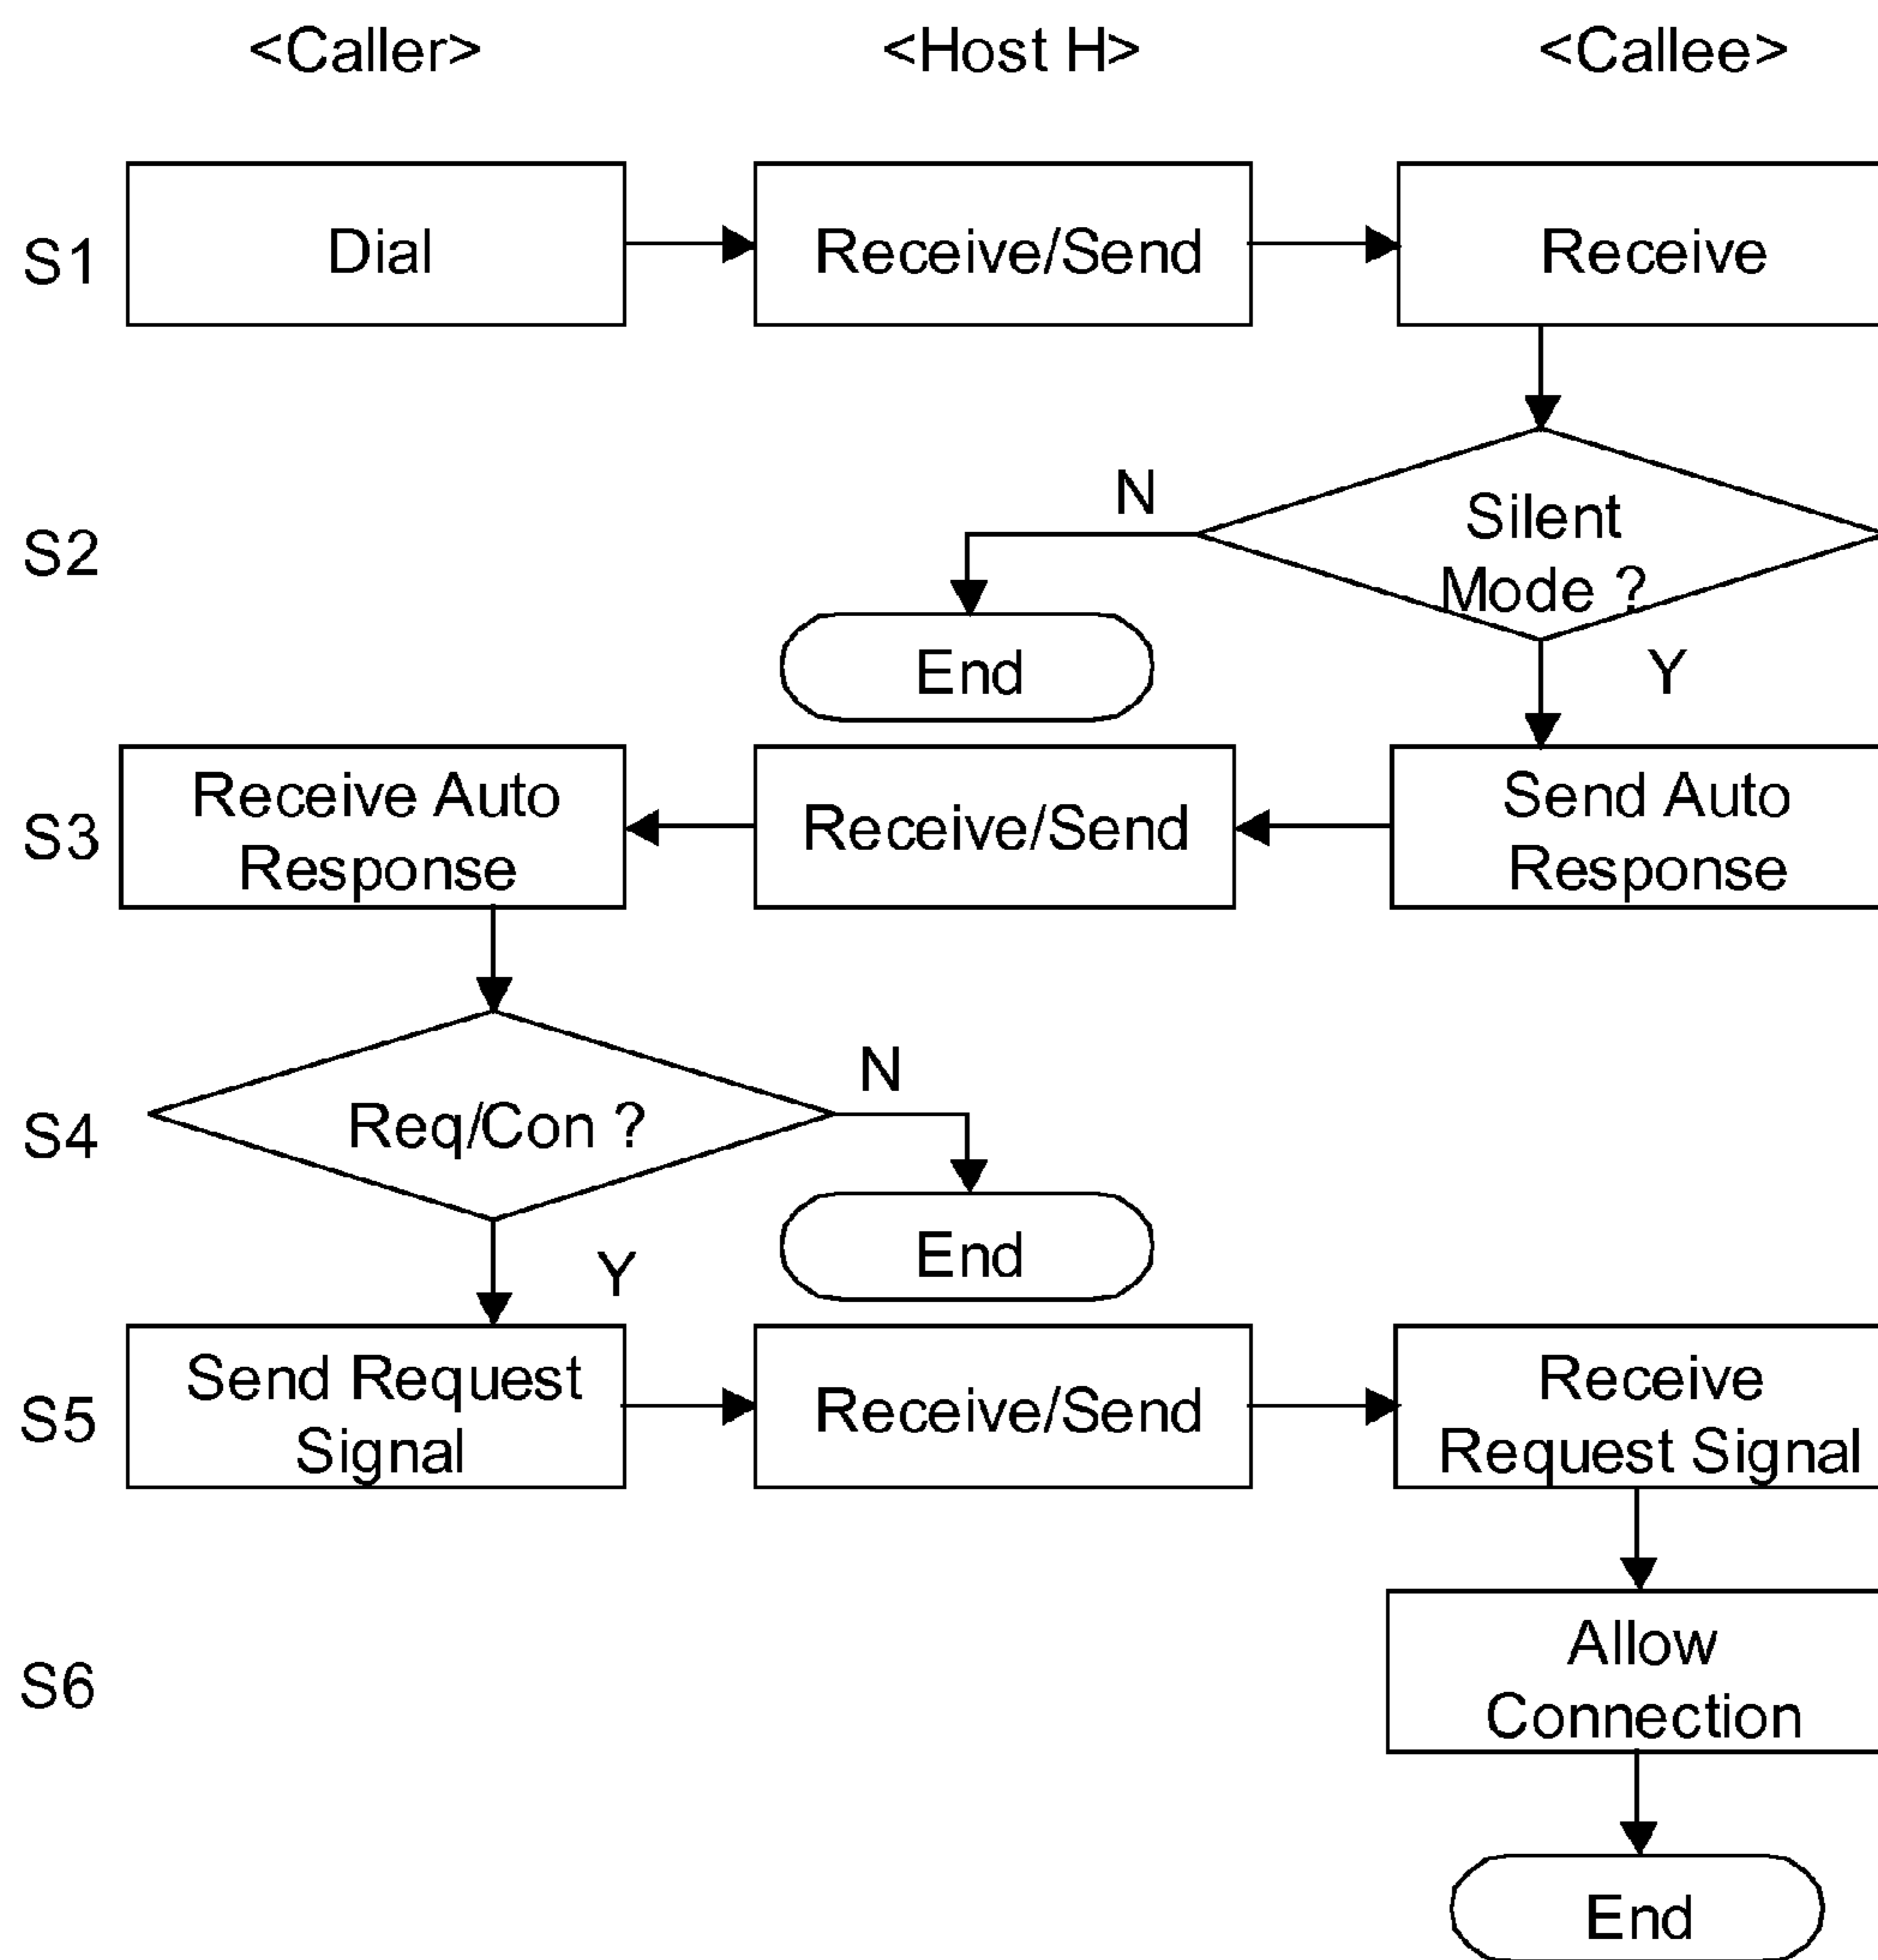 <Caller> <Host H> <Callee>
S1 Dial Receive/Send Receive
N
S2
Silent
Mode ?
End
Y
S3
Receive Auto
Response
Receive/Send
Send Auto
Response
N
S4
Req/Con ?
End
Y
S5
Send Request
Signal
Receive/Send
Receive
Request Signal
S6
Allow
Connection
End